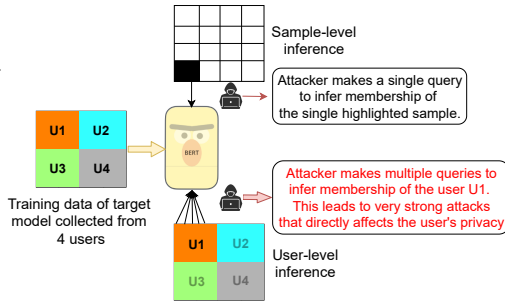 Sample-level
inference
Attacker makes a single query
to infer membership of
the single highlighted sample.
U1 U2
U3 U4
BERT
Training data of target
model collected from
4 users
Attacker makes multiple queries to
infer membership of the user U1.
This leads to very strong attacks
that directly affects the user's privacy
U1 U2
U3 U4
User-level
inference